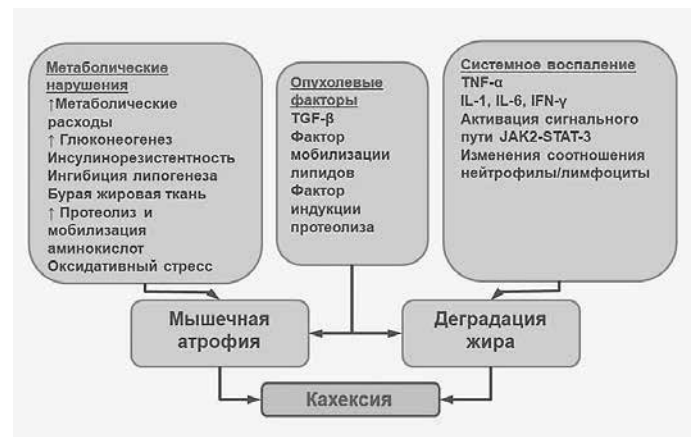 Метаболические
нарушения
↑Метаболические
расходы
↑ Глюконеогенез
Инсулинорезистентность
Ингибиция липогенеза
Бурая жировая ткань
↑ Протеолиз и
мобилизация
аминокислот
Оксидативный стресс
Опухолевые
факторы
TGF-β
Фактор
мобилизации
липидов
Фактор
индукции
протеолиза
Системное воспаление
TNF-α
IL-1, IL-6, IFN-γ
Активация сигнального
пути JAK2-STAT-3
Изменения соотношения
нейтрофилы/лимфоциты
Мышечная
атрофия
Деградация
жира
Кахексия